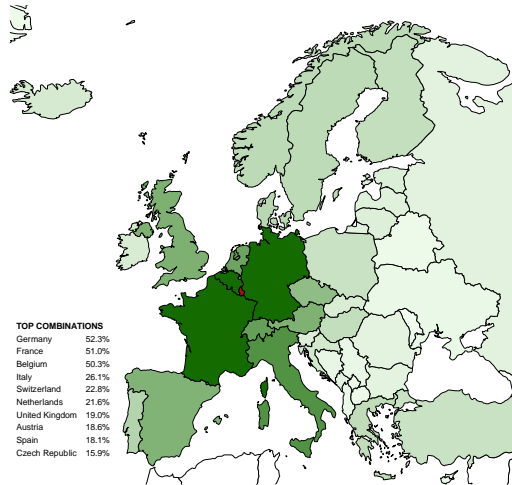 TOP COMBINATIONS
Germany 52.3%
France 51.0%
Belgium 50.3%
Italy 26.1%
Switzerland 22.8%
Netherlands 21.6%
United Kingdom 19.0%
Austria 18.6%
Spain 18.1%
Czech Republic 15.9%